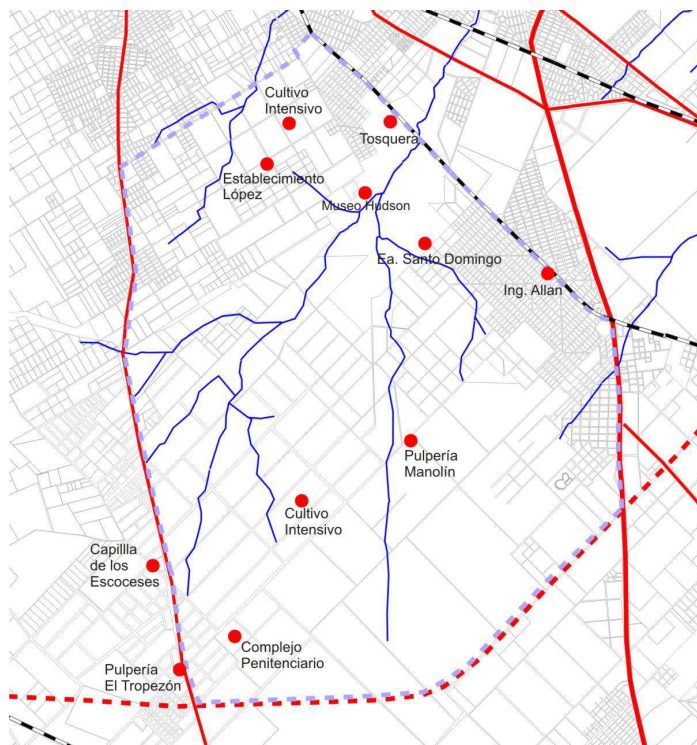 Cultivo
Intensivo
Tosquera
Establecimiento
López
Museo Hudson
Ea. Santo Domingo
Ing. Allan
Pulpería
Manolín
Cultivo
Intensivo
Capillla
de los
Escoceses
Complejo
Penitenciario
Pulpería
El Tropezón